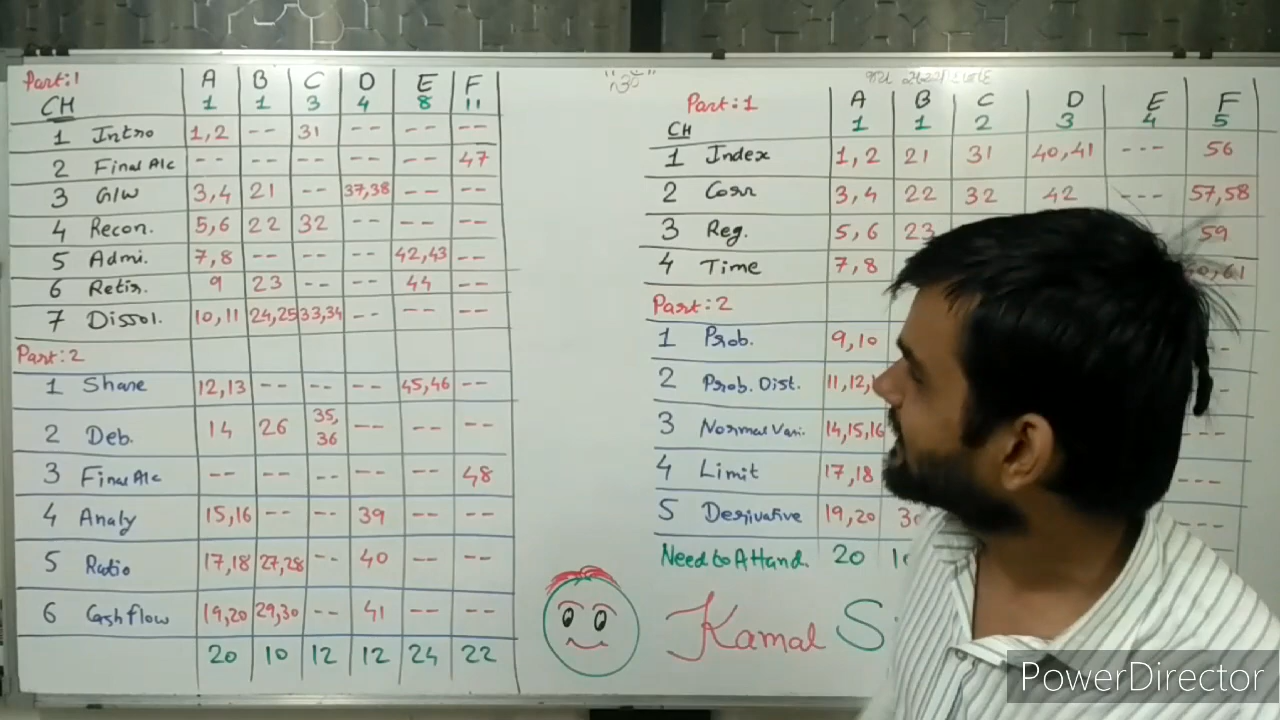 Part:1 A B C D E F
CH 1 1 3 4 8 11
1 Intro 1,2 -- 31 -- -- --
2 Final A/c -- -- -- -- -- 47
3 G/W 3,4 21 -- 37,38 -- --
4 Recon. 5,6 22 32 -- -- --
5 Admi. 7,8 -- -- -- 42,43 --
6 Retir. 9 23 -- -- 44 --
7 Dissol. 10,11 24,25 33,34 -- -- --
Part:2
1 Share 12,13 -- -- -- 45,46 --
2 Deb. 14 26 35,36 -- -- --
3 Final A/c -- -- -- -- -- 48
4 Analy 15,16 -- -- 39 -- --
5 Ratio 17,18 27,28 -- 40 -- --
6 Cash flow 19,20 29,30 -- 41 -- --
20 10 12 12 24 22
Part:1 A B C D E F
CH 1 1 2 3 4 5
1 Index 1,2 21 31 40,41 --- 56
2 Corr 3,4 22 32 42 --- 57,58
3 Reg. 5,6 23 59
4 Time 7,8 61
Part:2
1 Prob. 9,10
2 Prob. Dist. 11,12,
3 Normal Vari. 14,15,16 ---
4 Limit 17,18 ---
5 Derivative 19,20 30
Need to A Hand. 20
Kamal S
PowerDirector